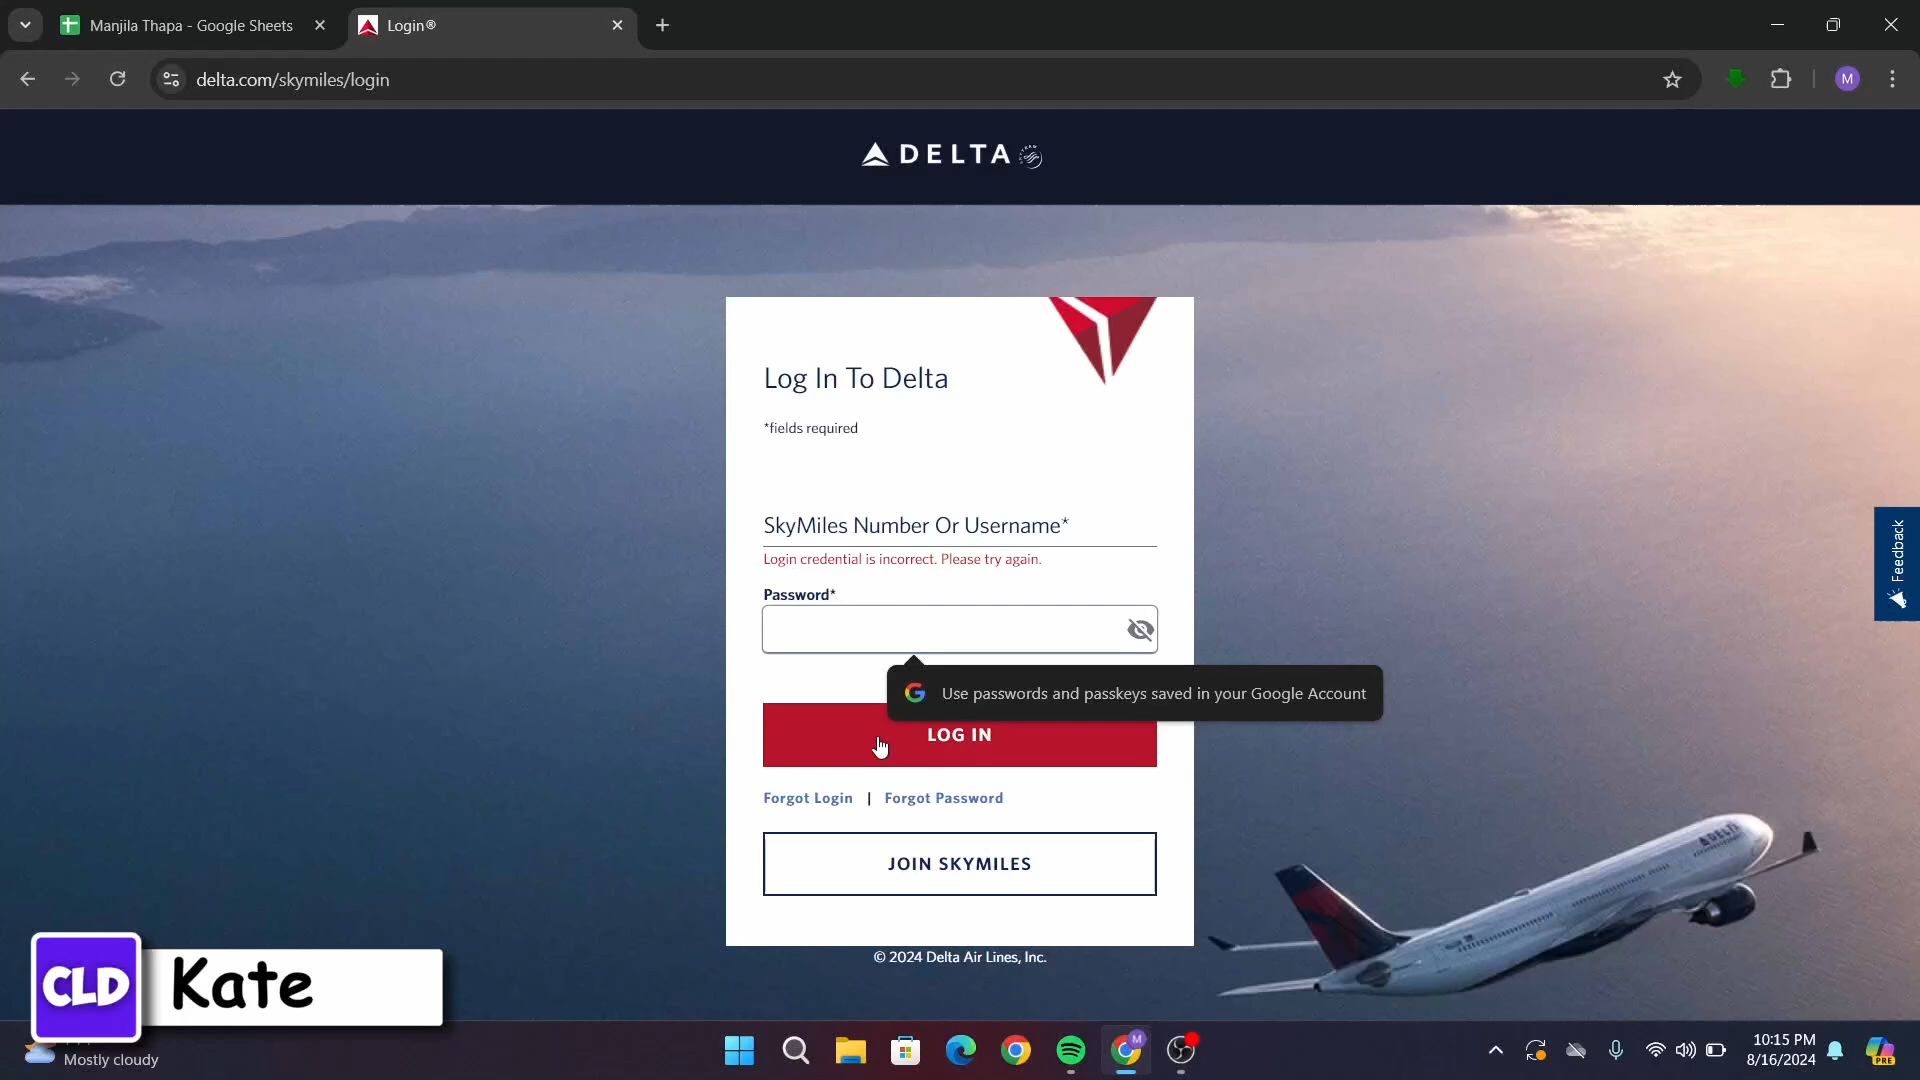 Manjila Thapa - Google Sheets
Login®
delta.com/skymiles/login
M
DELTA
Log In To Delta
*fields required
SkyMiles Number Or Username*
Login credential is incorrect. Please try again.
Password*
Use passwords and passkeys saved in your Google Account
LOG IN
Forgot Login | Forgot Password
JOIN SKYMILES
© 2024 Delta Air Lines, Inc.
Feedback
DELTA
CLD
Kate
Mostly cloudy
M
10:15 PM
8/16/2024
PRE